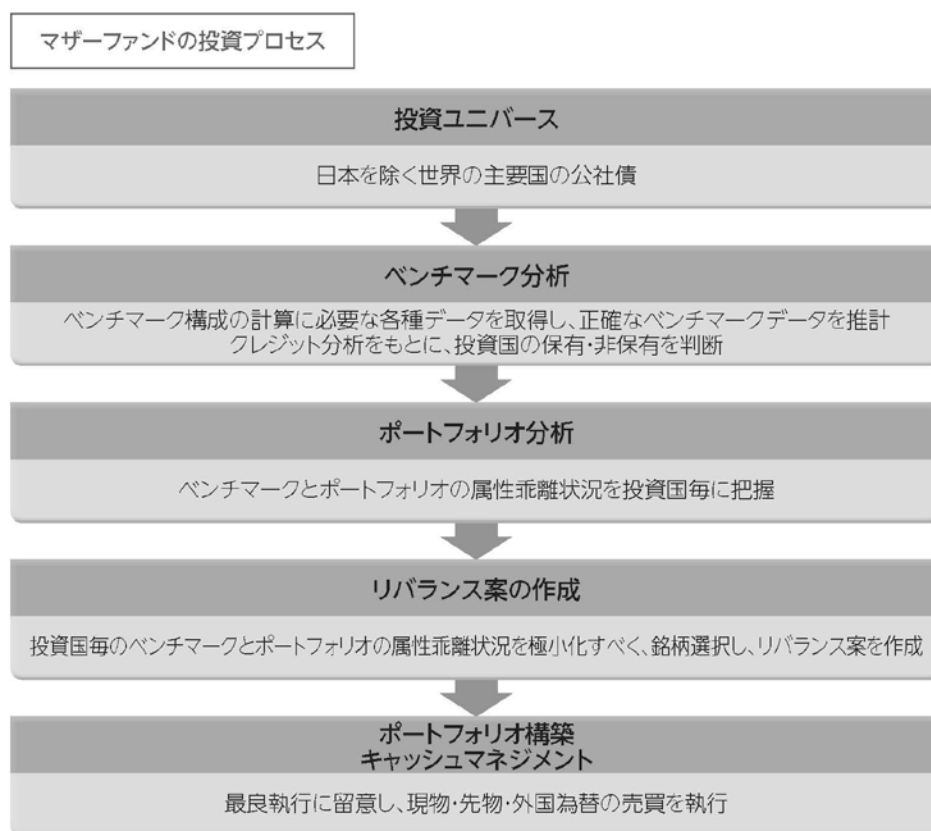 マザーファンドの投資プロセス
投資ユニバース
日本を除く世界の主要国の公社債
ベンチマーク分析
ベンチマーク構成の計算に必要な各種データを取得し、正確なベンチマークデータを推計
クレジット分析をもとに、投資国の保有・非保有を判断
ポートフォリオ分析
ベンチマークとポートフォリオの属性乖離状況を投資国毎に把握
リバランス案の作成
投資国毎のベンチマークとポートフォリオの属性乖離状況を極小化すべく、銘柄選択し、リバランス案を作成
ポートフォリオ構築
キャッシュマネジメント
最良執行に留意し、現物・先物・外国為替の売買を執行